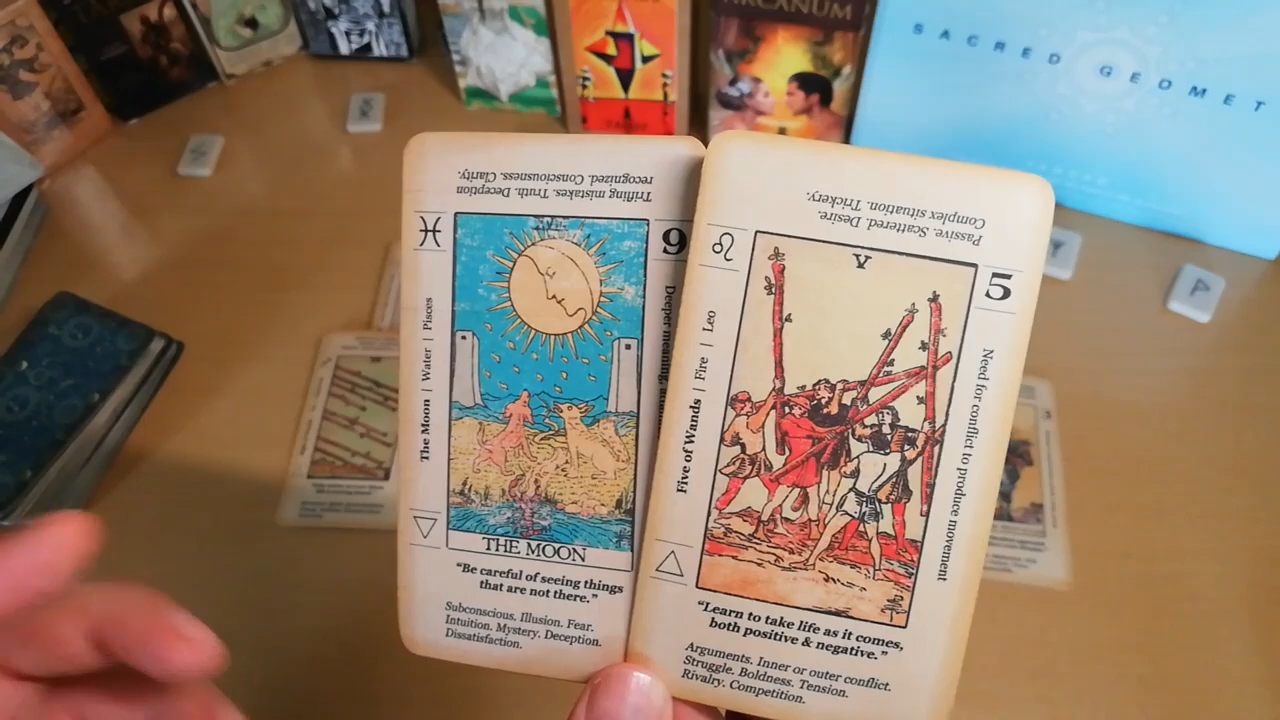 ARCANUM
SACRED GEOMET
Trifling mistakes. Truth. Deception
recognized. Consciousness. Clarity.
9
The Moon | Water | Pisces
Deeper meaning,
THE MOON
“Be careful of seeing things
that are not there.”
Subconscious. Illusion. Fear.
Intuition. Mystery. Deception.
Dissatisfaction.
Passive. Scattered. Desire.
Complex situation. Trickery.
V
5
Five of Wands | Fire | Leo
Need for conflict to produce movement
“Learn to take life as it comes,
both positive & negative.”
Arguments. Inner or outer conflict.
Struggle. Boldness. Tension.
Rivalry. Competition.
3